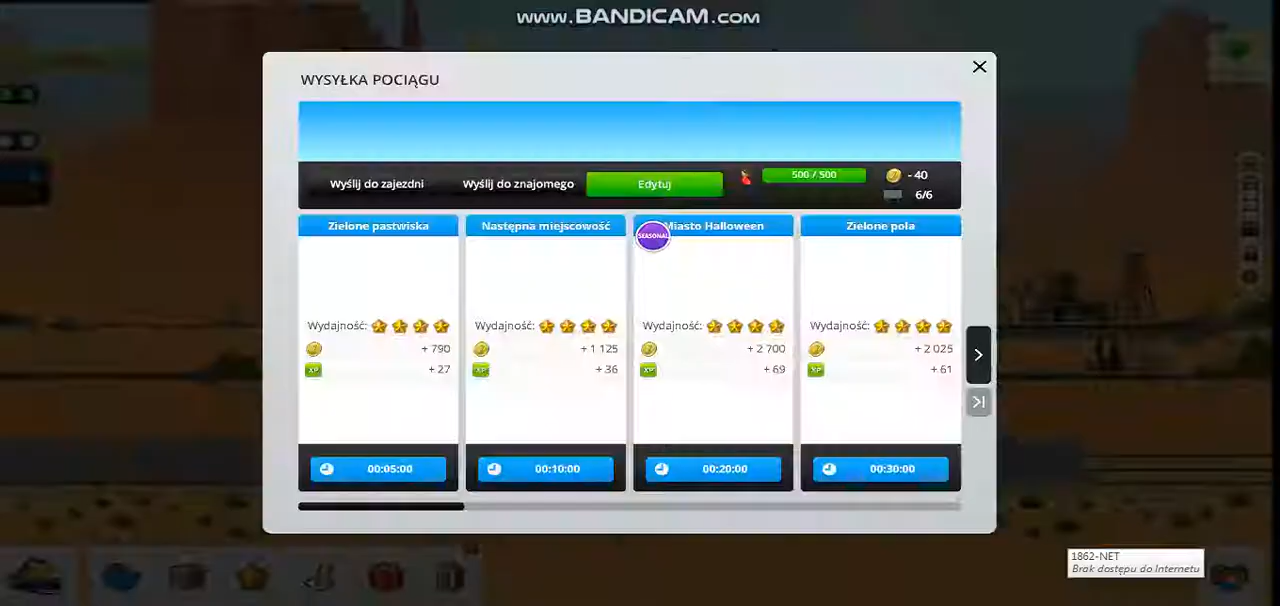 www.BANDICAM.com
WYSYŁKA POCIĄGU
Wyślij do zajezdni Wyślij do znajomego Edytuj 500 / 500 - 40
6/6
Zielone pastwiska Następna miejscowość SEASONAL Miasto Halloween Zielone pola
Wydajność: Wydajność: Wydajność: Wydajność:
+ 790 + 1 125 + 2 700 + 2 025
XP + 27 XP + 36 XP + 69 XP + 61
00:05:00 00:10:00 00:20:00 00:30:00
1862-NET
Brak dostępu do Internetu